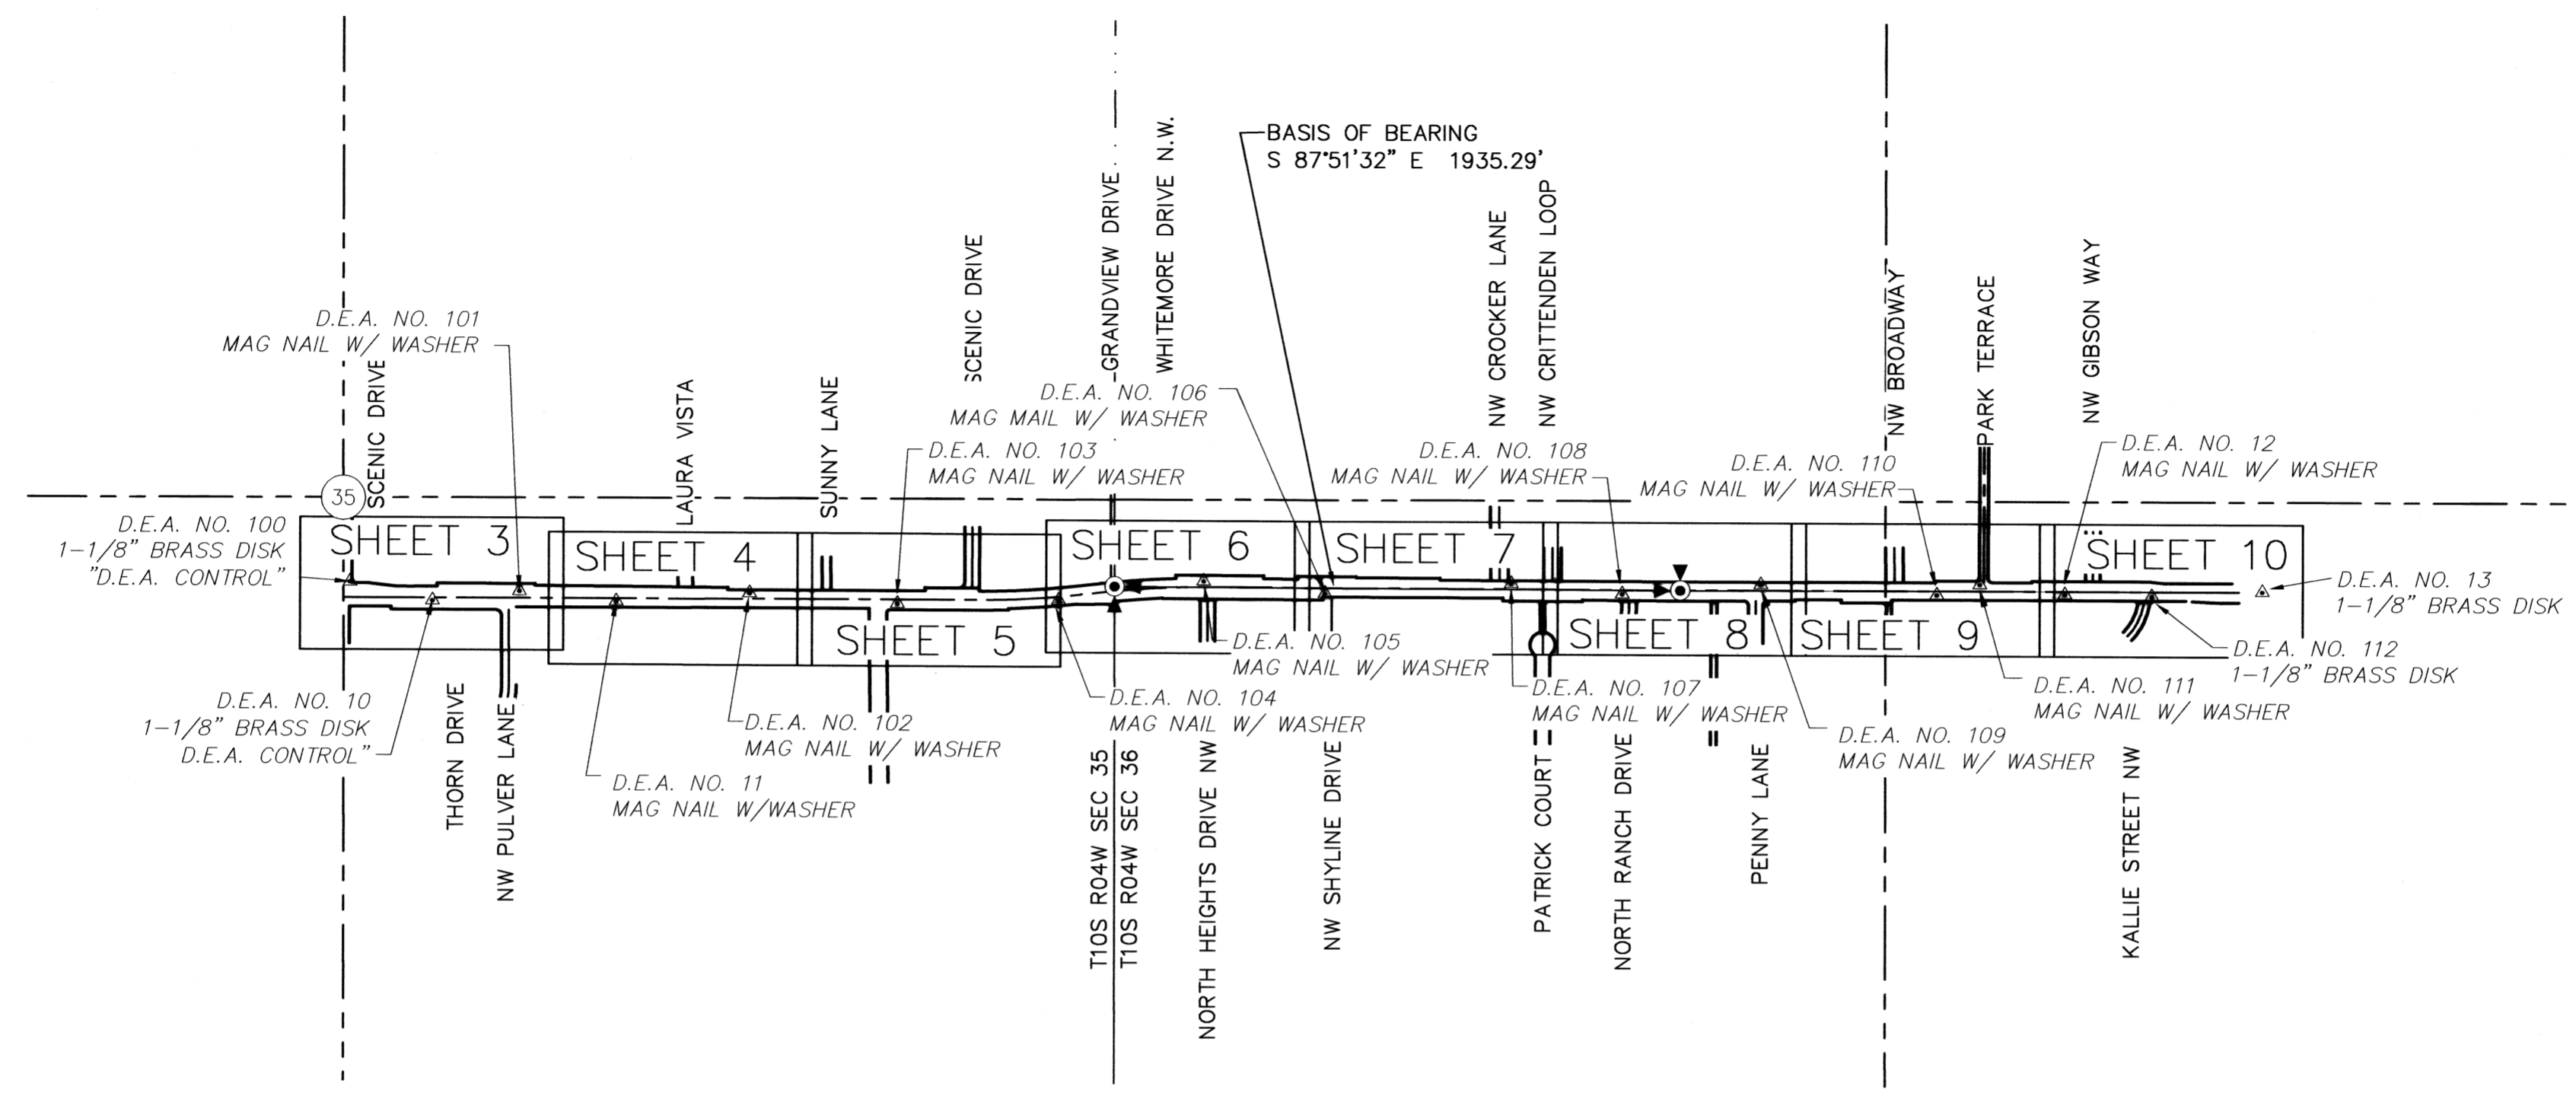 BASIS OF BEARING
S 87°51'32" E 1935.29'
GRANDVIEW DRIVE
WHITEMORE DRIVE N.W.
SCENIC DRIVE
NW CROCKER LANE
NW CRITTENDEN LOOP
NW BROADWAY
PARK TERRACE
NW GIBSON WAY
D.E.A. NO. 101
MAG NAIL W/ WASHER
SCENIC DRIVE
LAURA VISTA
SUNNY LANE
D.E.A. NO. 106
MAG MAIL W/ WASHER
D.E.A. NO. 103
MAG NAIL W/ WASHER
D.E.A. NO. 108
MAG NAIL W/ WASHER
D.E.A. NO. 110
MAG NAIL W/ WASHER
D.E.A. NO. 12
MAG NAIL W/ WASHER
35
D.E.A. NO. 100
1-1/8" BRASS DISK
"D.E.A. CONTROL"
SHEET 3
SHEET 4
SHEET 5
SHEET 6
SHEET 7
SHEET 8
SHEET 9
SHEET 10
D.E.A. NO. 13
1-1/8" BRASS DISK
D.E.A. NO. 10
1-1/8" BRASS DISK
D.E.A. CONTROL"
THORN DRIVE
NW PULVER LANE
D.E.A. NO. 11
MAG NAIL W/WASHER
D.E.A. NO. 102
MAG NAIL W/ WASHER
D.E.A. NO. 104
MAG NAIL W/ WASHER
D.E.A. NO. 105
MAG NAIL W/ WASHER
D.E.A. NO. 107
MAG NAIL W/ WASHER
D.E.A. NO. 109
MAG NAIL W/ WASHER
D.E.A. NO. 111
MAG NAIL W/ WASHER
D.E.A. NO. 112
1-1/8" BRASS DISK
T10S R04W SEC 35
T10S R04W SEC 36
NORTH HEIGHTS DRIVE NW
NW SHYLINE DRIVE
PATRICK COURT
NORTH RANCH DRIVE
PENNY LANE
KALLIE STREET NW